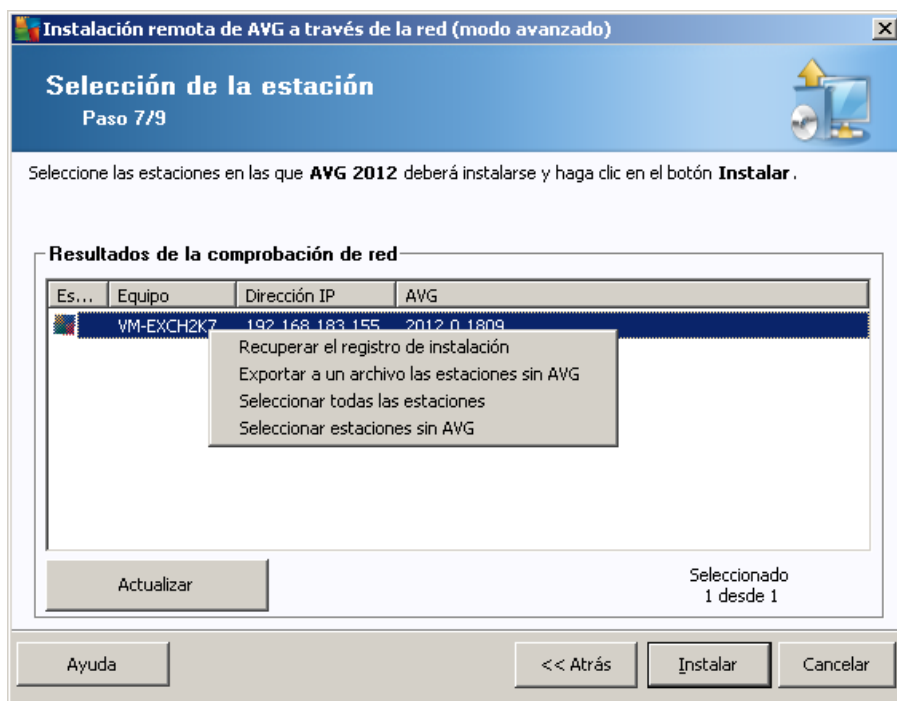 Instalación remota de AVG a través de la red (modo avanzado)
Selección de la estación
Paso 7/9
Seleccione las estaciones en las que AVG 2012 deberá instalarse y haga clic en el botón Instalar.
Resultados de la comprobación de red
Es... Equipo Dirección IP AVG
VM-EXCH2K7 192.168.183.155 2012.0.1809
Recuperar el registro de instalación
Exportar a un archivo las estaciones sin AVG
Seleccionar todas las estaciones
Seleccionar estaciones sin AVG
Actualizar
Seleccionado
1 desde 1
Ayuda << Atrás Instalar Cancelar